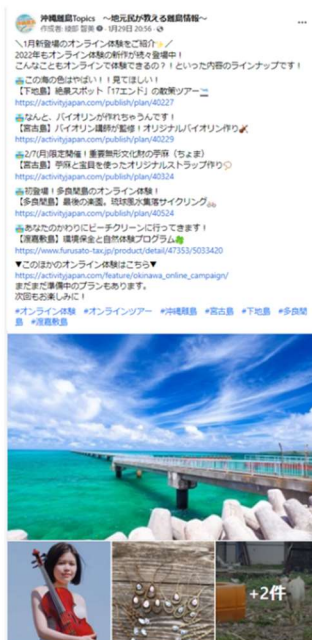 沖縄離島Topics　～地元民が教える離島情報～
作成者: 綾部 智美 · 1月29日 20:56
＼1月新登場のオンライン体験をご紹介／
2022年もオンライン体験の新作が続々登場中！
こんなこともオンラインで体験できるの？！といった内容のラインナップです！
この海の色はやばい！！見てほしい！
【下地島】絶景スポット「17エンド」の散策ツアー
https://activityjapan.com/publish/plan/40227
なんと、バイオリンが作れちゃうんです！
【宮古島】バイオリン講師が監修！オリジナルバイオリン作り
https://activityjapan.com/publish/plan/40229
2/7(月)限定開催！重要無形文化財の苧麻（ちょま）
【宮古島】苧麻と宝貝を使ったオリジナルストラップ作り
https://activityjapan.com/publish/plan/40324
初登場！多良間島のオンライン体験！
【多良間島】最後の楽園。琉球風水集落サイクリング
https://activityjapan.com/publish/plan/40524
あなたのかわりにビーチクリーンに行ってきます！
【渡嘉敷島】環境保全と自然体験プログラム
https://www.furusato-tax.jp/product/detail/47353/5033420
▼このほかのオンライン体験はこちら▼
https://activityjapan.com/feature/okinawa_online_campaign/
まだまだ準備中のプランもあります。
次回もお楽しみに！
#オンライン体験　#オンラインツアー　#沖縄離島　#宮古島　#下地島　#多良間
島　#渡嘉敷島
+2件